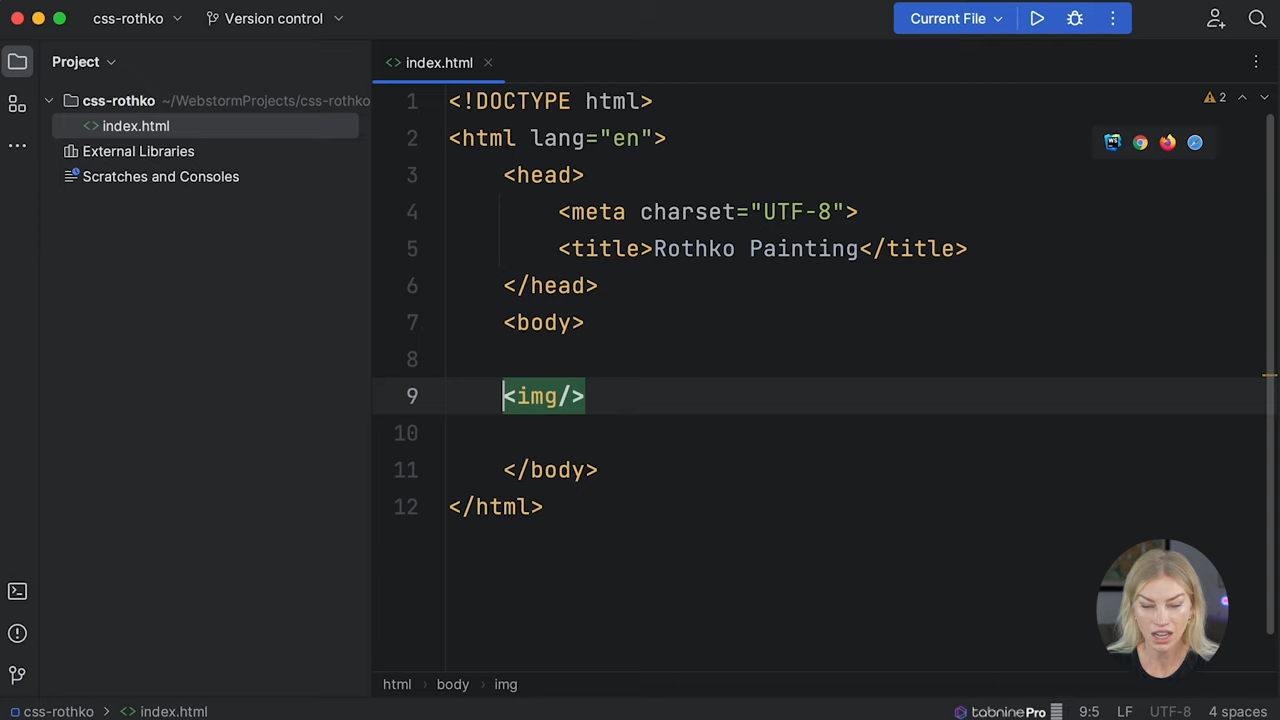 css-rothko
Version control
Current File
Project
index.html
css-rothko ~/WebstormProjects/css-rothko
index.html
External Libraries
Scratches and Consoles
2
1 <!DOCTYPE html>
2 <html lang="en">
3 <head>
4 <meta charset="UTF-8">
5 <title>Rothko Painting</title>
6 </head>
7 <body>
8
9 <img/>
10
11 </body>
12 </html>
WS
html › body › img
css-rothko › index.html
tabnine Pro 9:5 LF UTF-8 4 spaces